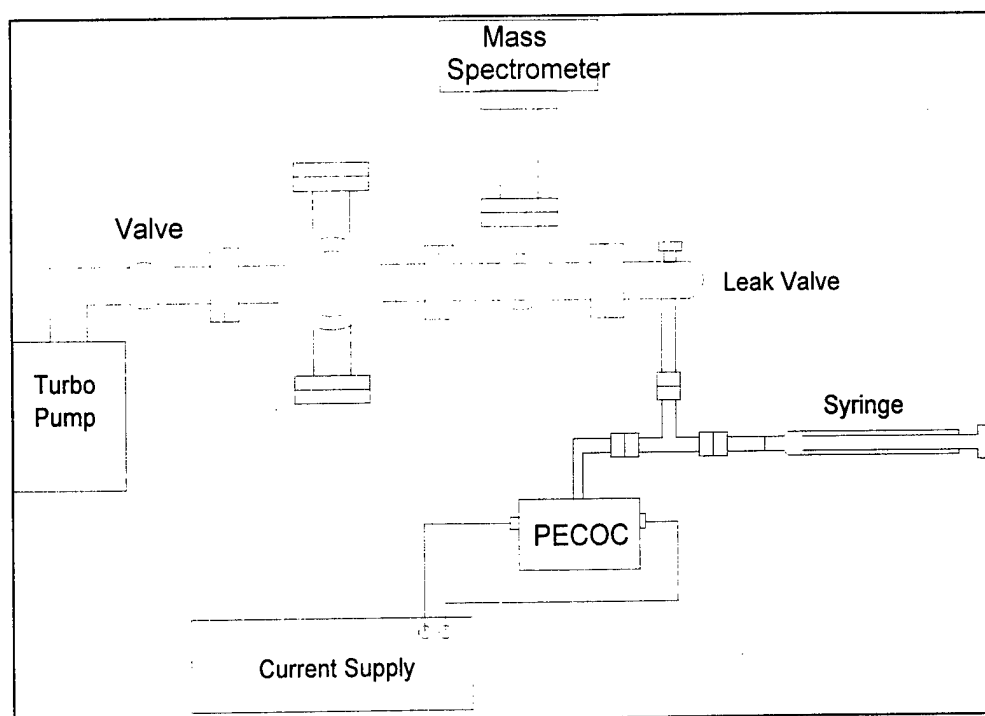 Mass
Spectrometer
Valve
Leak Valve
Turbo
Pump
Syringe
PECOC
Current Supply